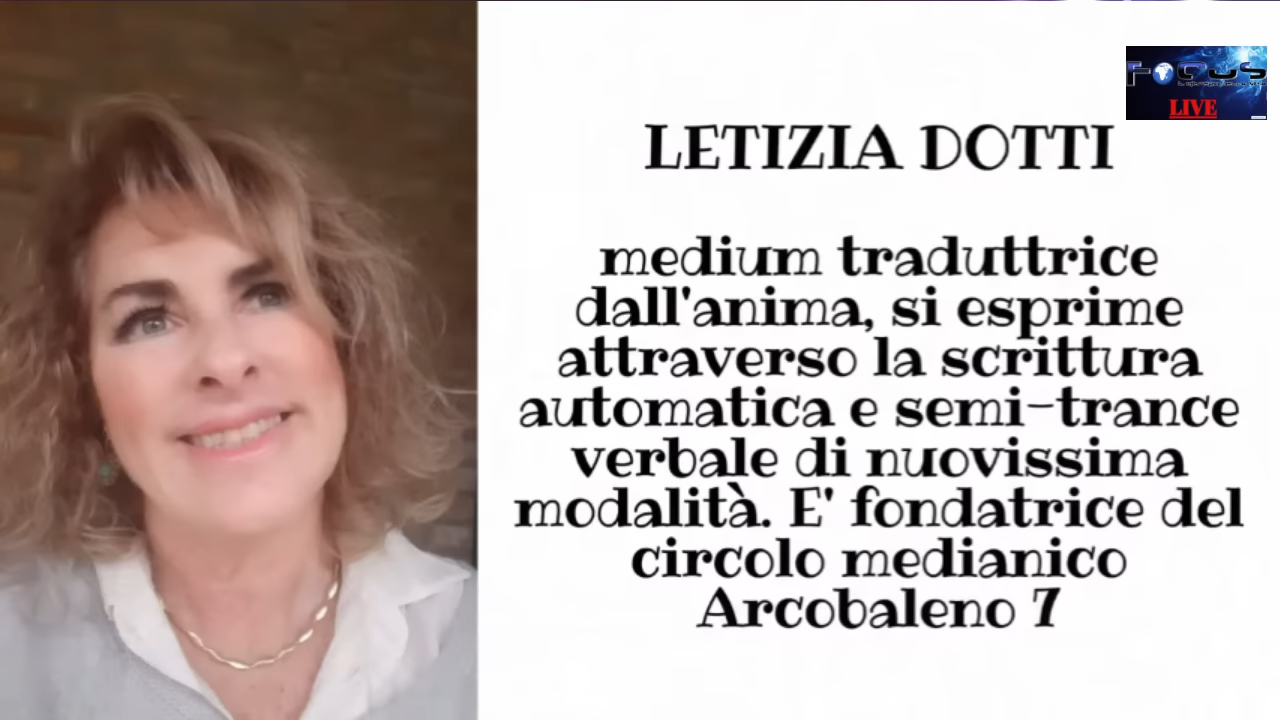 FOCUS
LIVE
LETIZIA DOTTI
medium traduttrice
dall'anima, si esprime
attraverso la scrittura
automatica e semi-trance
verbale di nuovissima
modalità. E' fondatrice del
circolo medianico
Arcobaleno 7